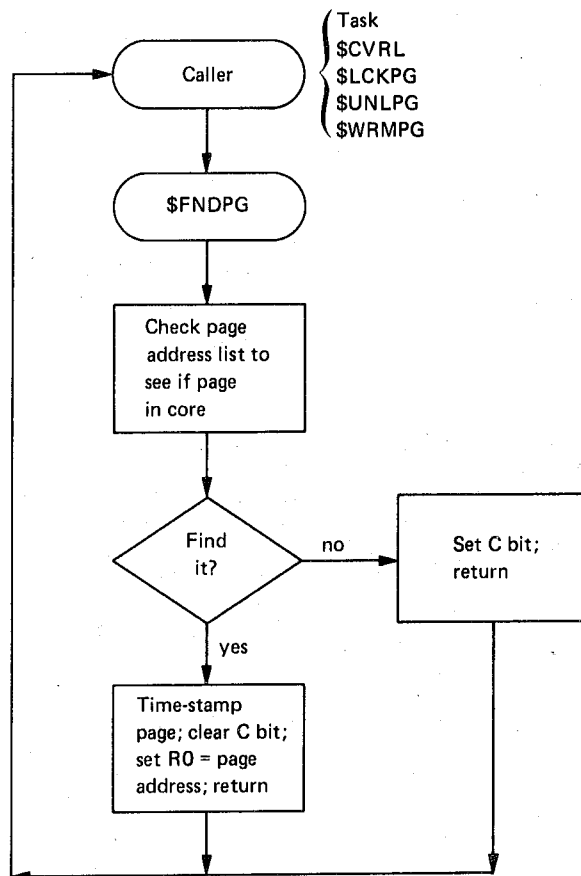 Caller
Task
$CVRL
$LCKPG
$UNLPG
$WRMPG
$FNDPG
Check page
address list to
see if page
in core
Find
it?
no
Set C bit;
return
yes
Time-stamp
page; clear C bit;
set R0 = page
address; return